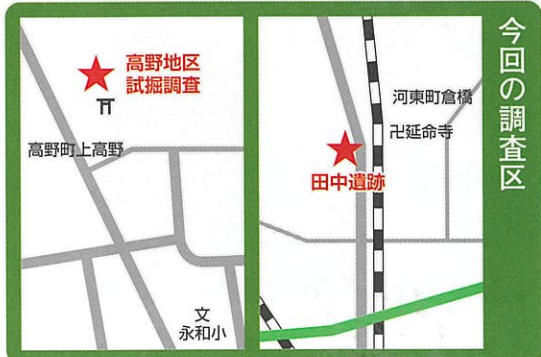 今回の調査区
高野地区
試掘調査
高野町上高野
文
永和小
河東町倉橋
卍延命寺
田中遺跡